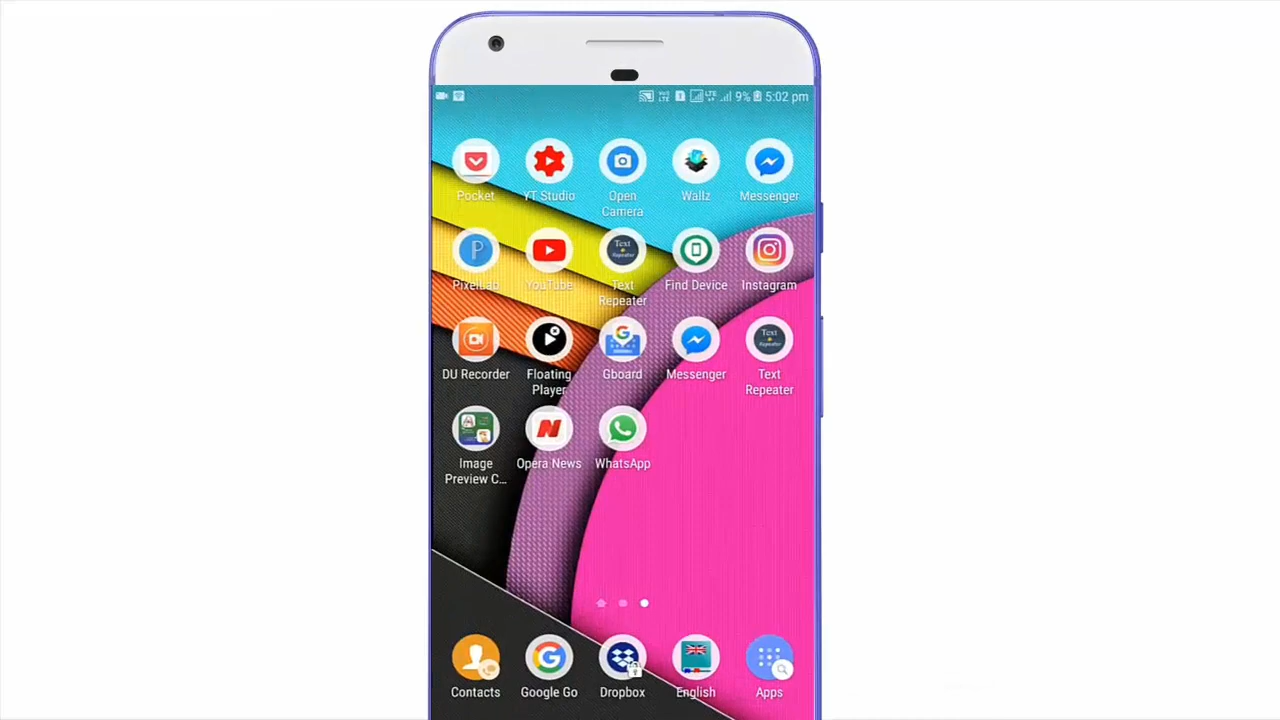 9% 5:02 pm
Pocket YT Studio Open Camera Wallz Messenger
PixelLab YouTube Text Repeater Find Device Instagram
DU Recorder Floating Player Gboard Messenger Text Repeater
Image Preview C... Opera News WhatsApp
Contacts Google Go Dropbox English Apps